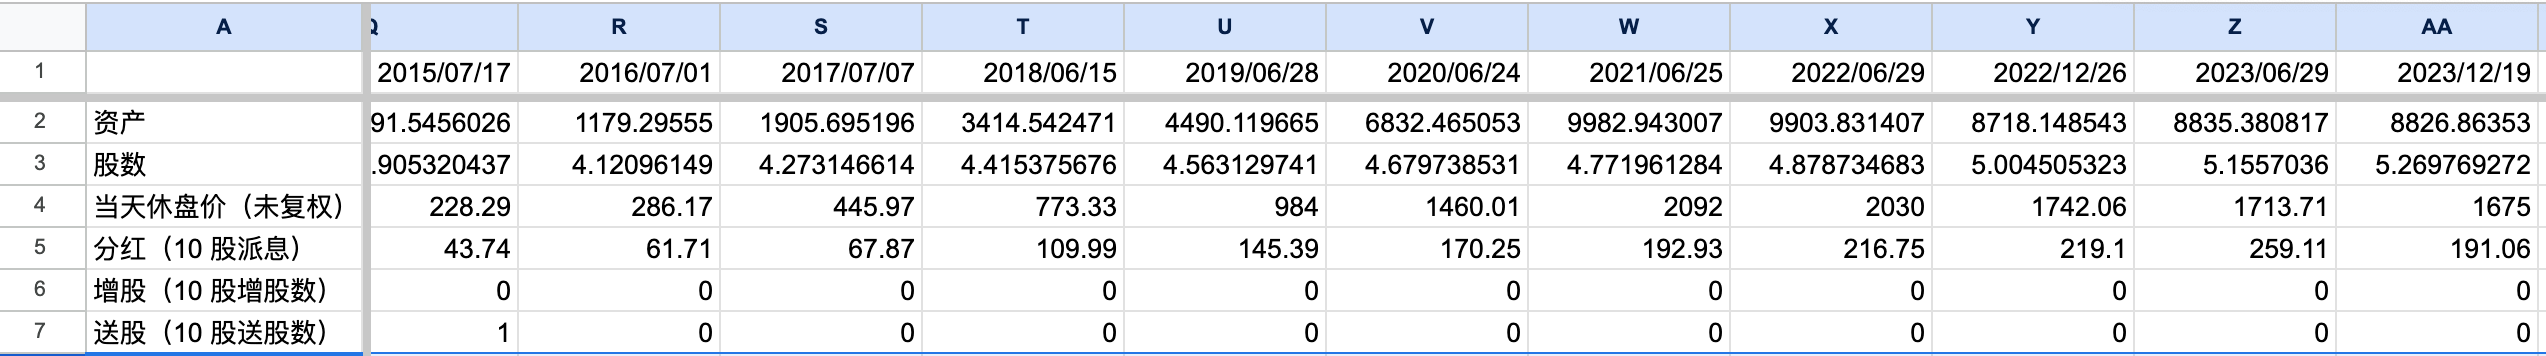 A Q R S T U V W X Y Z AA
1 2015/07/17 2016/07/01 2017/07/07 2018/06/15 2019/06/28 2020/06/24 2021/06/25 2022/06/29 2022/12/26 2023/06/29 2023/12/19
2 资产 91.5456026 1179.29555 1905.695196 3414.542471 4490.119665 6832.465053 9982.943007 9903.831407 8718.148543 8835.380817 8826.86353
3 股数 .905320437 4.12096149 4.273146614 4.415375676 4.563129741 4.679738531 4.771961284 4.878734683 5.004505323 5.1557036 5.269769272
4 当天休盘价（未复权） 228.29 286.17 445.97 773.33 984 1460.01 2092 2030 1742.06 1713.71 1675
5 分红（10 股派息） 43.74 61.71 67.87 109.99 145.39 170.25 192.93 216.75 219.1 259.11 191.06
6 增股（10 股增股数） 0 0 0 0 0 0 0 0 0 0 0
7 送股（10 股送股数） 1 0 0 0 0 0 0 0 0 0 0